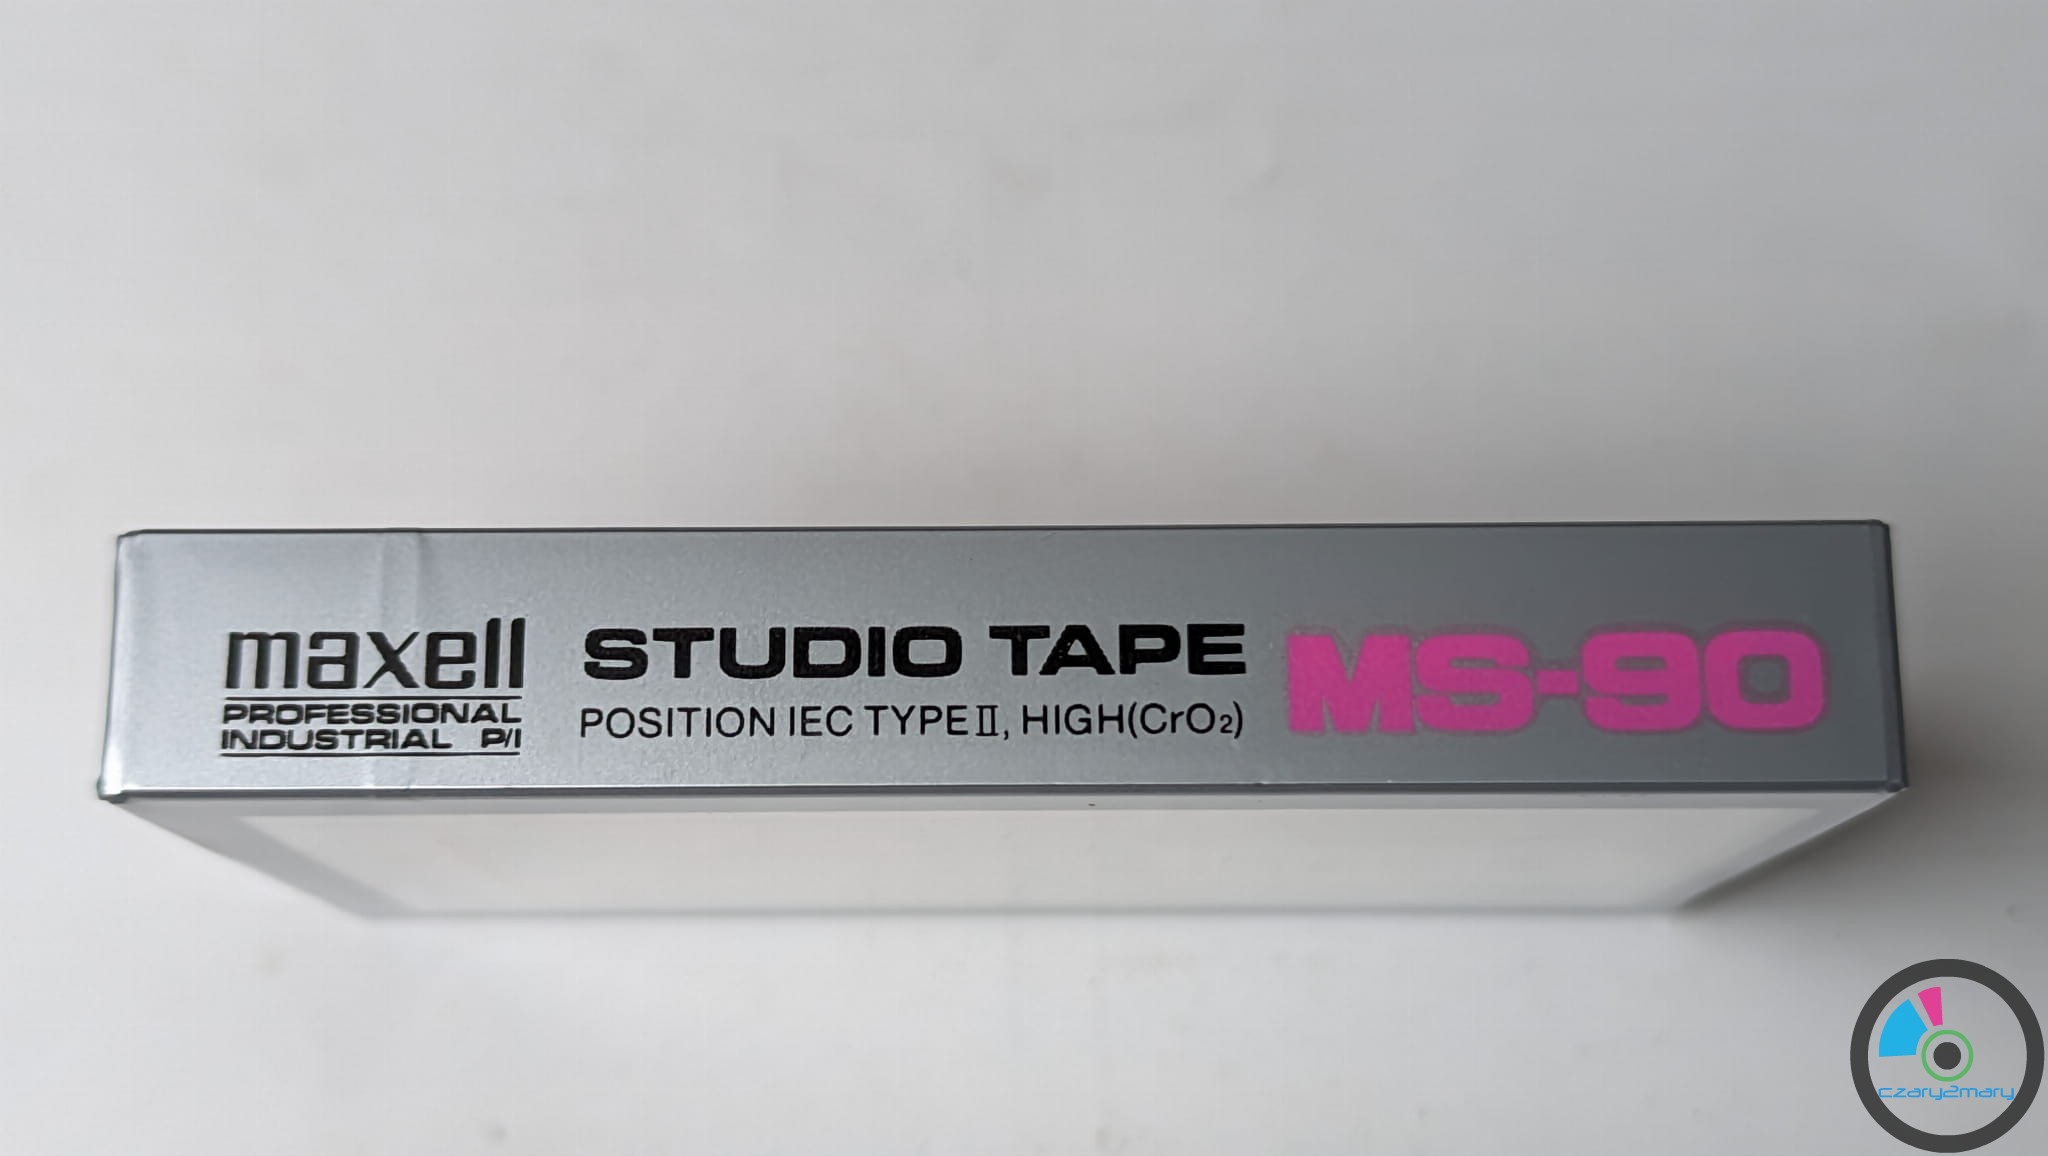 maxell
PROFESSIONAL
INDUSTRIAL P/I
STUDIO TAPE
POSITION IEC TYPE II, HIGH(CrO₂)
MS-90
czary2mary